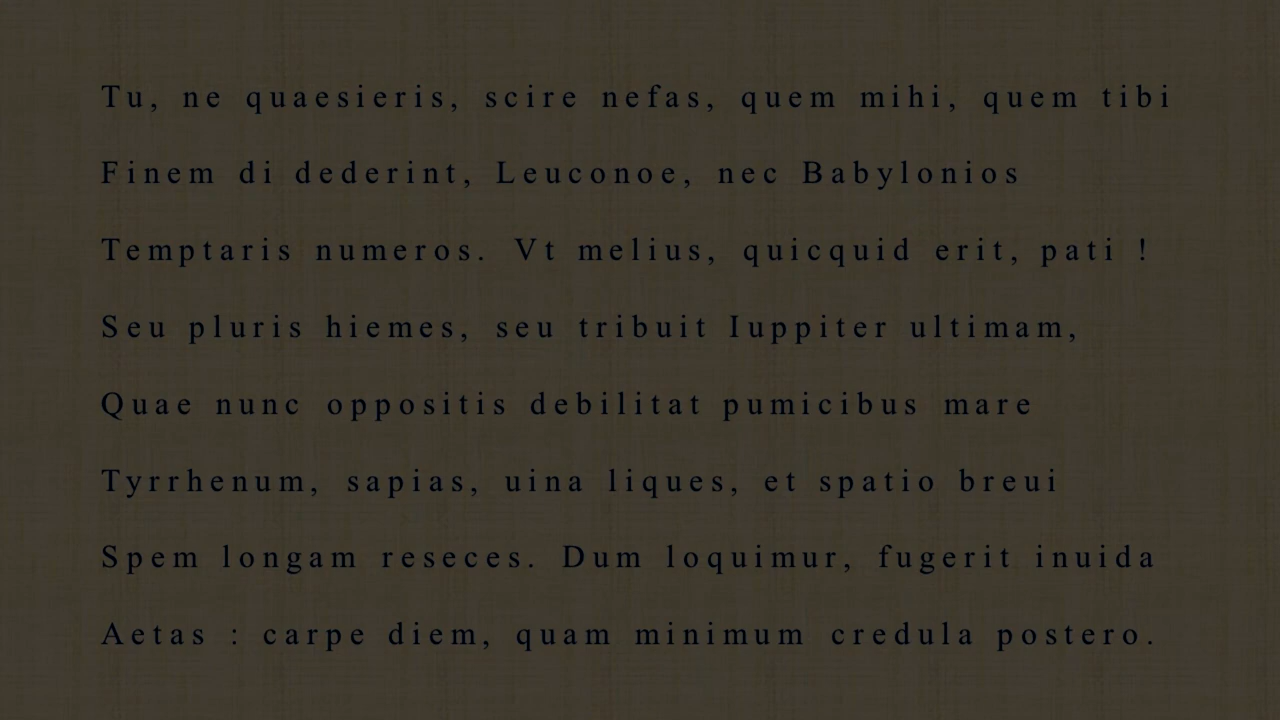 Tu, ne quaesieris, scire nefas, quem mihi, quem tibi
Finem di dederint, Leuconoe, nec Babylonios
Temptaris numeros. Vt melius, quicquid erit, pati !
Seu pluris hiemes, seu tribuit Iuppiter ultimam,
Quae nunc oppositis debilitat pumicibus mare
Tyrrhenum, sapias, uina liques, et spatio breui
Spem longam reseces. Dum loquimur, fugerit inuida
Aetas : carpe diem, quam minimum credula postero.